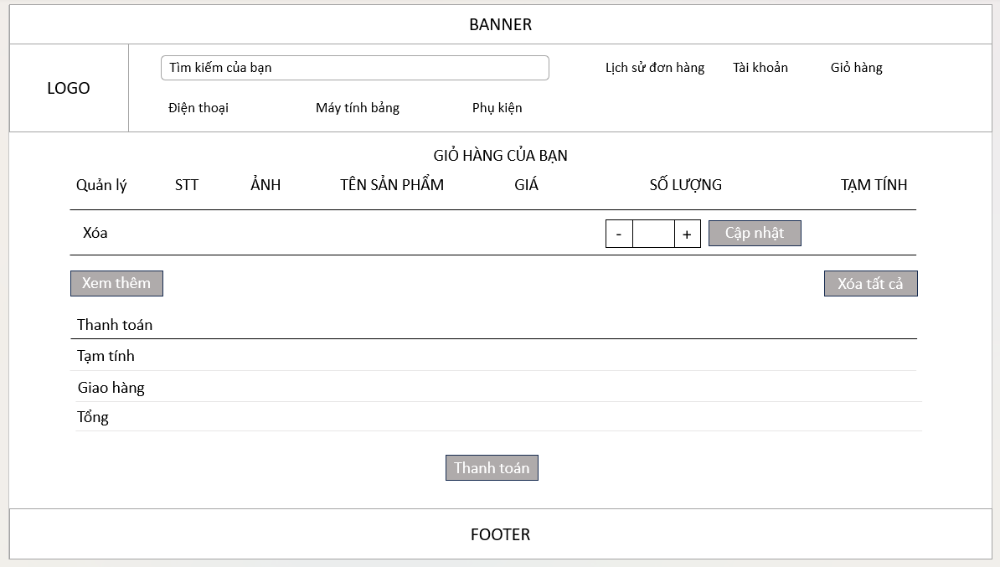 BANNER
LOGO
Tìm kiếm của bạn
Lịch sử đơn hàng Tài khoản Giỏ hàng
Điện thoại Máy tính bảng Phụ kiện
GIỎ HÀNG CỦA BẠN
Quản lý STT ẢNH TÊN SẢN PHẨM GIÁ SỐ LƯỢNG TẠM TÍNH
Xóa - + Cập nhật
Xem thêm Xóa tất cả
Thanh toán
Tạm tính
Giao hàng
Tổng
Thanh toán
FOOTER